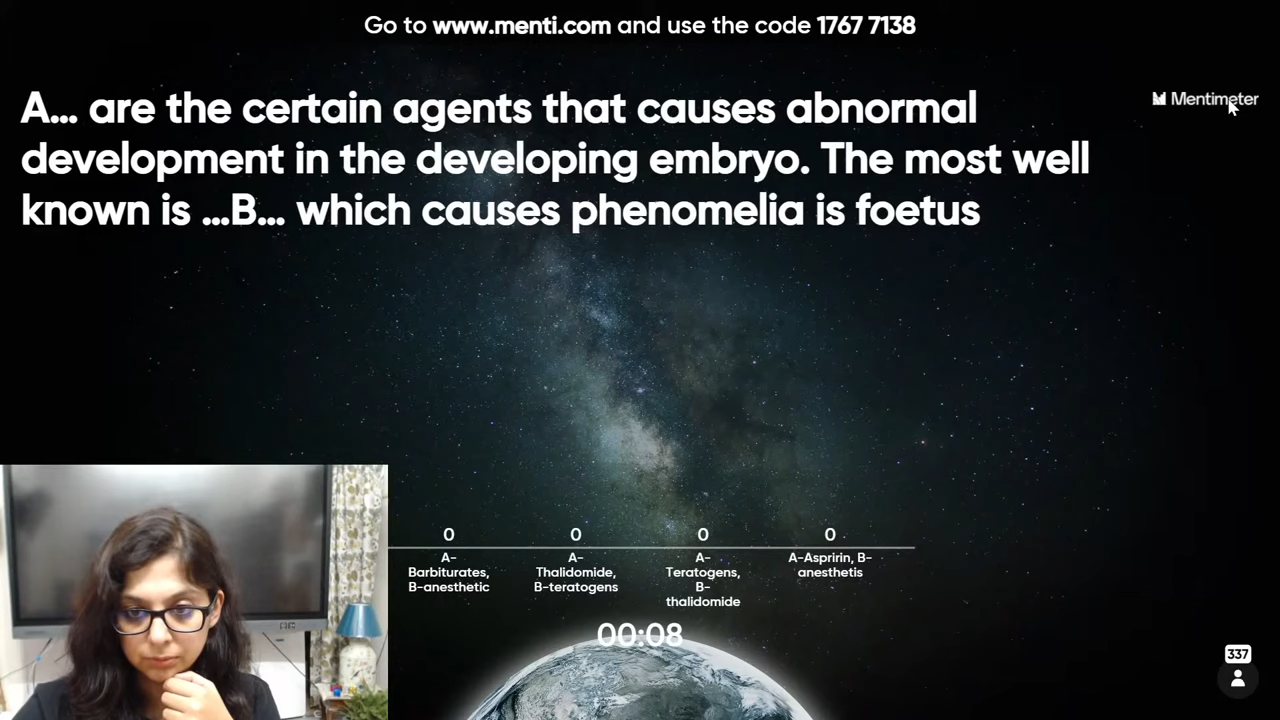 Go to www.menti.com and use the code 1767 7138
Mentimeter
A... are the certain agents that causes abnormal
development in the developing embryo. The most well
known is ...B... which causes phenomelia is foetus
0
0
0
0
A-
Barbiturates,
B-anesthetic
A-
Thalidomide,
B-teratogens
A-
Teratogens,
B-
thalidomide
A-Aspririn, B-
anesthetis
00:08
337